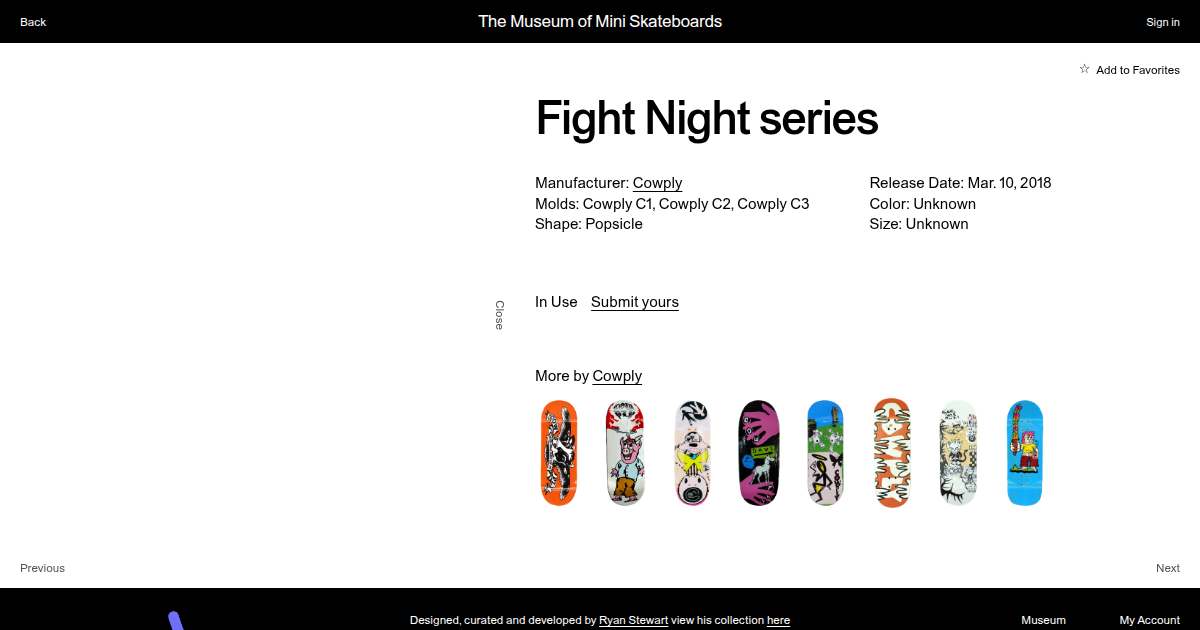 Back
The Museum of Mini Skateboards
Sign in
☆ Add to Favorites
Fight Night series
Manufacturer: Cowply
Molds: Cowply C1, Cowply C2, Cowply C3
Shape: Popsicle
Release Date: Mar. 10, 2018
Color: Unknown
Size: Unknown
Close
In Use Submit yours
More by Cowply
Previous
Next
Designed, curated and developed by Ryan Stewart view his collection here
Museum
My Account